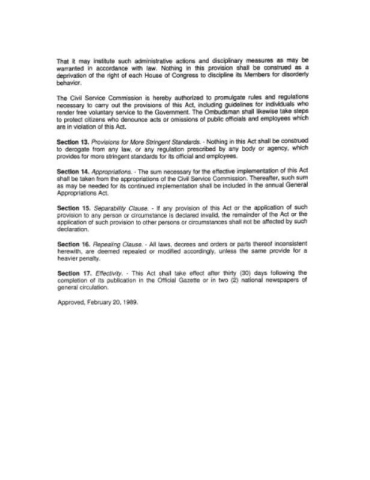 That it may institute such administrative actions and disciplinary measures as may be
warranted in accordance with law. Nothing in this provision shall be construed as a
deprivation of the right of each House of Congress to discipline its Members for disorderly
behavior.
The Civil Service Commission is hereby authorized to promulgate rules and regulations
necessary to carry out the provisions of this Act, including guidelines for individuals who
render free voluntary service to the Government. The Ombudsman shall likewise take steps
to protect citizens who denounce acts or omissions of public officials and employees which
are in violation of this Act.
Section 13. Provisions for More Stringent Standards. - Nothing in this Act shall be construed
to derogate from any law, or any regulation prescribed by any body or agency, which
provides for more stringent standards for its official and employees.
Section 14. Appropriations. - The sum necessary for the effective implementation of this Act
shall be taken from the appropriations of the Civil Service Commission. Thereafter, such sum
as may be needed for its continued implementation shall be included in the annual General
Appropriations Act.
Section 15. Separability Clause. - If any provision of this Act or the application of such
provision to any person or circumstance is declared invalid, the remainder of the Act or the
application of such provision to other persons or circumstances shall not be affected by such
declaration.
Section 16. Repealing Clause. - All laws, decrees and orders or parts thereof inconsistent
herewith, are deemed repealed or modified accordingly, unless the same provide for a
heavier penalty.
Section 17. Effectivity. - This Act shall take effect after thirty (30) days following the
completion of its publication in the Official Gazette or in two (2) national newspapers of
general circulation.
Approved, February 20, 1989.